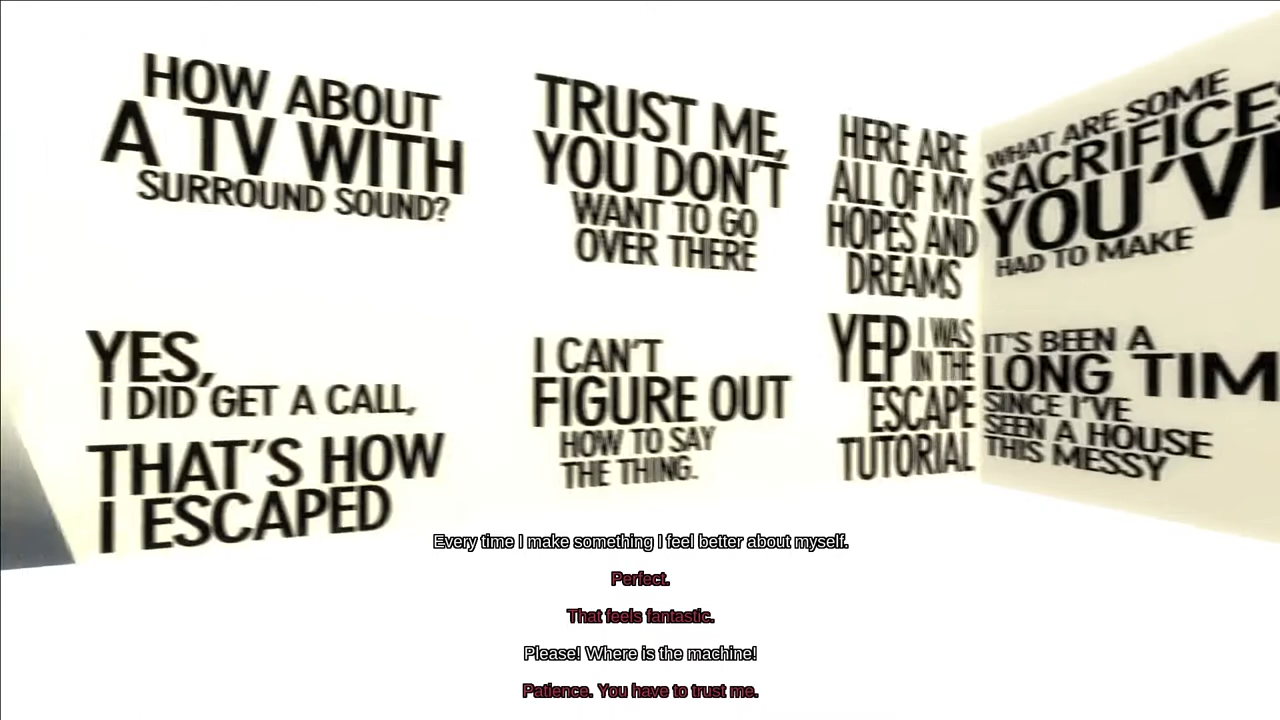 HOW ABOUT
A TV WITH
SURROUND SOUND?
TRUST ME,
YOU DON'T
WANT TO GO
OVER THERE
HERE ARE
ALL OF MY
HOPES AND
DREAMS
WHAT ARE SOME
SACRIFICES
YOU'VE
HAD TO MAKE
YES,
I DID GET A CALL,
THAT'S HOW
I ESCAPED
I CAN'T
FIGURE OUT
HOW TO SAY
THE THING.
YEP I WAS
IN THE
ESCAPE
TUTORIAL
IT'S BEEN A
LONG TIM
SINCE I'VE
SEEN A HOUSE
THIS MESSY
Every time I make something I feel better about myself.
Perfect.
That feels fantastic.
Please! Where is the machine!
Patience. You have to trust me.